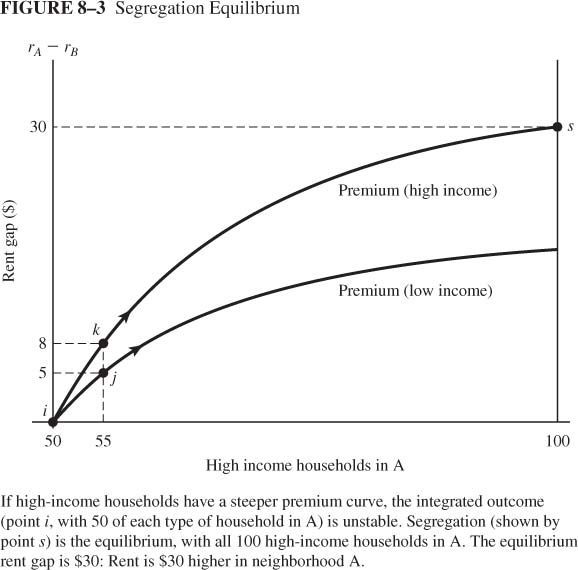 FIGURE 8–3 Segregation Equilibrium
rA − rB
30
s
Premium (high income)
Rent gap ($)
Premium (low income)
k
8
5
j
i
50
55
100
High income households in A
If high-income households have a steeper premium curve, the integrated outcome
(point i, with 50 of each type of household in A) is unstable. Segregation (shown by
point s) is the equilibrium, with all 100 high-income households in A. The equilibrium
rent gap is $30: Rent is $30 higher in neighborhood A.